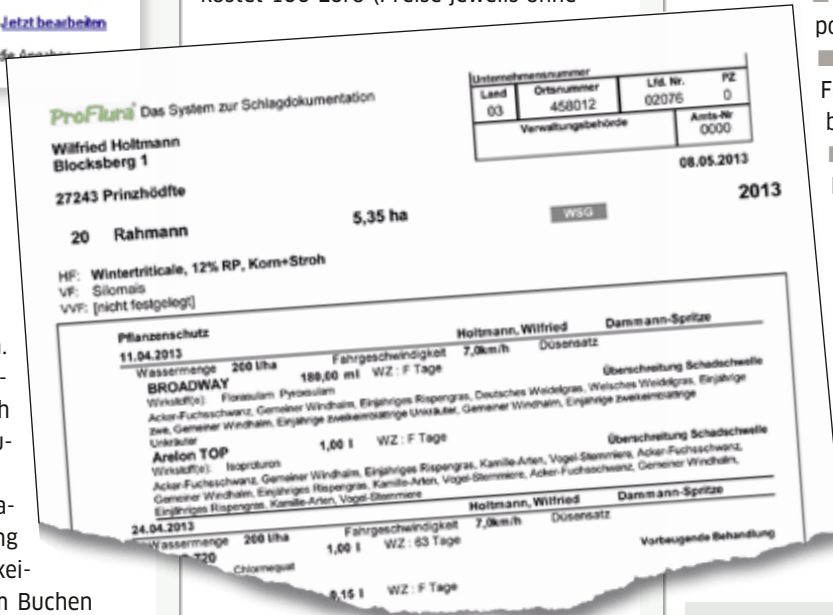 Jetzt bearbeiten
Kostet 100 Euro (Preise jeweils ohne
ProFlura Das System zur Schlagdokumentation
Wilfried Holtmann
Blocksberg 1
27243 Prinzhödfte
Unternehmensnummer
Land Ortsnummer Lfd. Nr. PZ
03 458012 02076 0
Verwaltungsbehörde Amts-Nr
0000
08.05.2013
20 Rahmann 5,35 ha WSG 2013
HF: Wintertriticale, 12% RP, Korn+Stroh
VF: Silomais
VVF: [nicht festgelegt]
Pflanzenschutz
11.04.2013 Holtmann, Wilfried Dammann-Spritze
Wassermenge 200 l/ha Fahrgeschwindigkeit 7,0km/h Düsensatz
BROADWAY 180,00 ml WZ : F Tage Überschreitung Schadschwelle
Wirkstoff(e): Florasulam Pyroxsulam
Acker-Fuchsschwanz, Gemeiner Windhalm, Einjähriges Rispengras, Deutsches Weidelgras, Welsches Weidelgras, Einjährige
zwe, Gemeiner Windhalm, Einjährige zweikeimblättrige Unkräuter, Gemeiner Windhalm, Einjährige zweikeimblättrige
Unkräuter
Arelon TOP 1,00 l WZ : F Tage Überschreitung Schadschwelle
Wirkstoff(e): Isoproturon
Acker-Fuchsschwanz, Gemeiner Windhalm, Einjähriges Rispengras, Kamille-Arten, Vogel-Sternmiere, Acker-Fuchsschwanz,
Gemeiner Windhalm, Einjähriges Rispengras, Kamille-Arten, Vogel-Sternmiere, Acker-Fuchsschwanz, Gemeiner Windhalm,
Einjähriges Rispengras, Kamille-Arten, Vogel-Sternmiere
24.04.2013 Holtmann, Wilfried Dammann-Spritze
Wassermenge 200 l/ha Fahrgeschwindigkeit 7,0km/h Düsensatz
720 1,00 l WZ : 63 Tage Vorbeugende Behandlung
Chlormequat
0,15 l WZ : F Tage
n Buchen